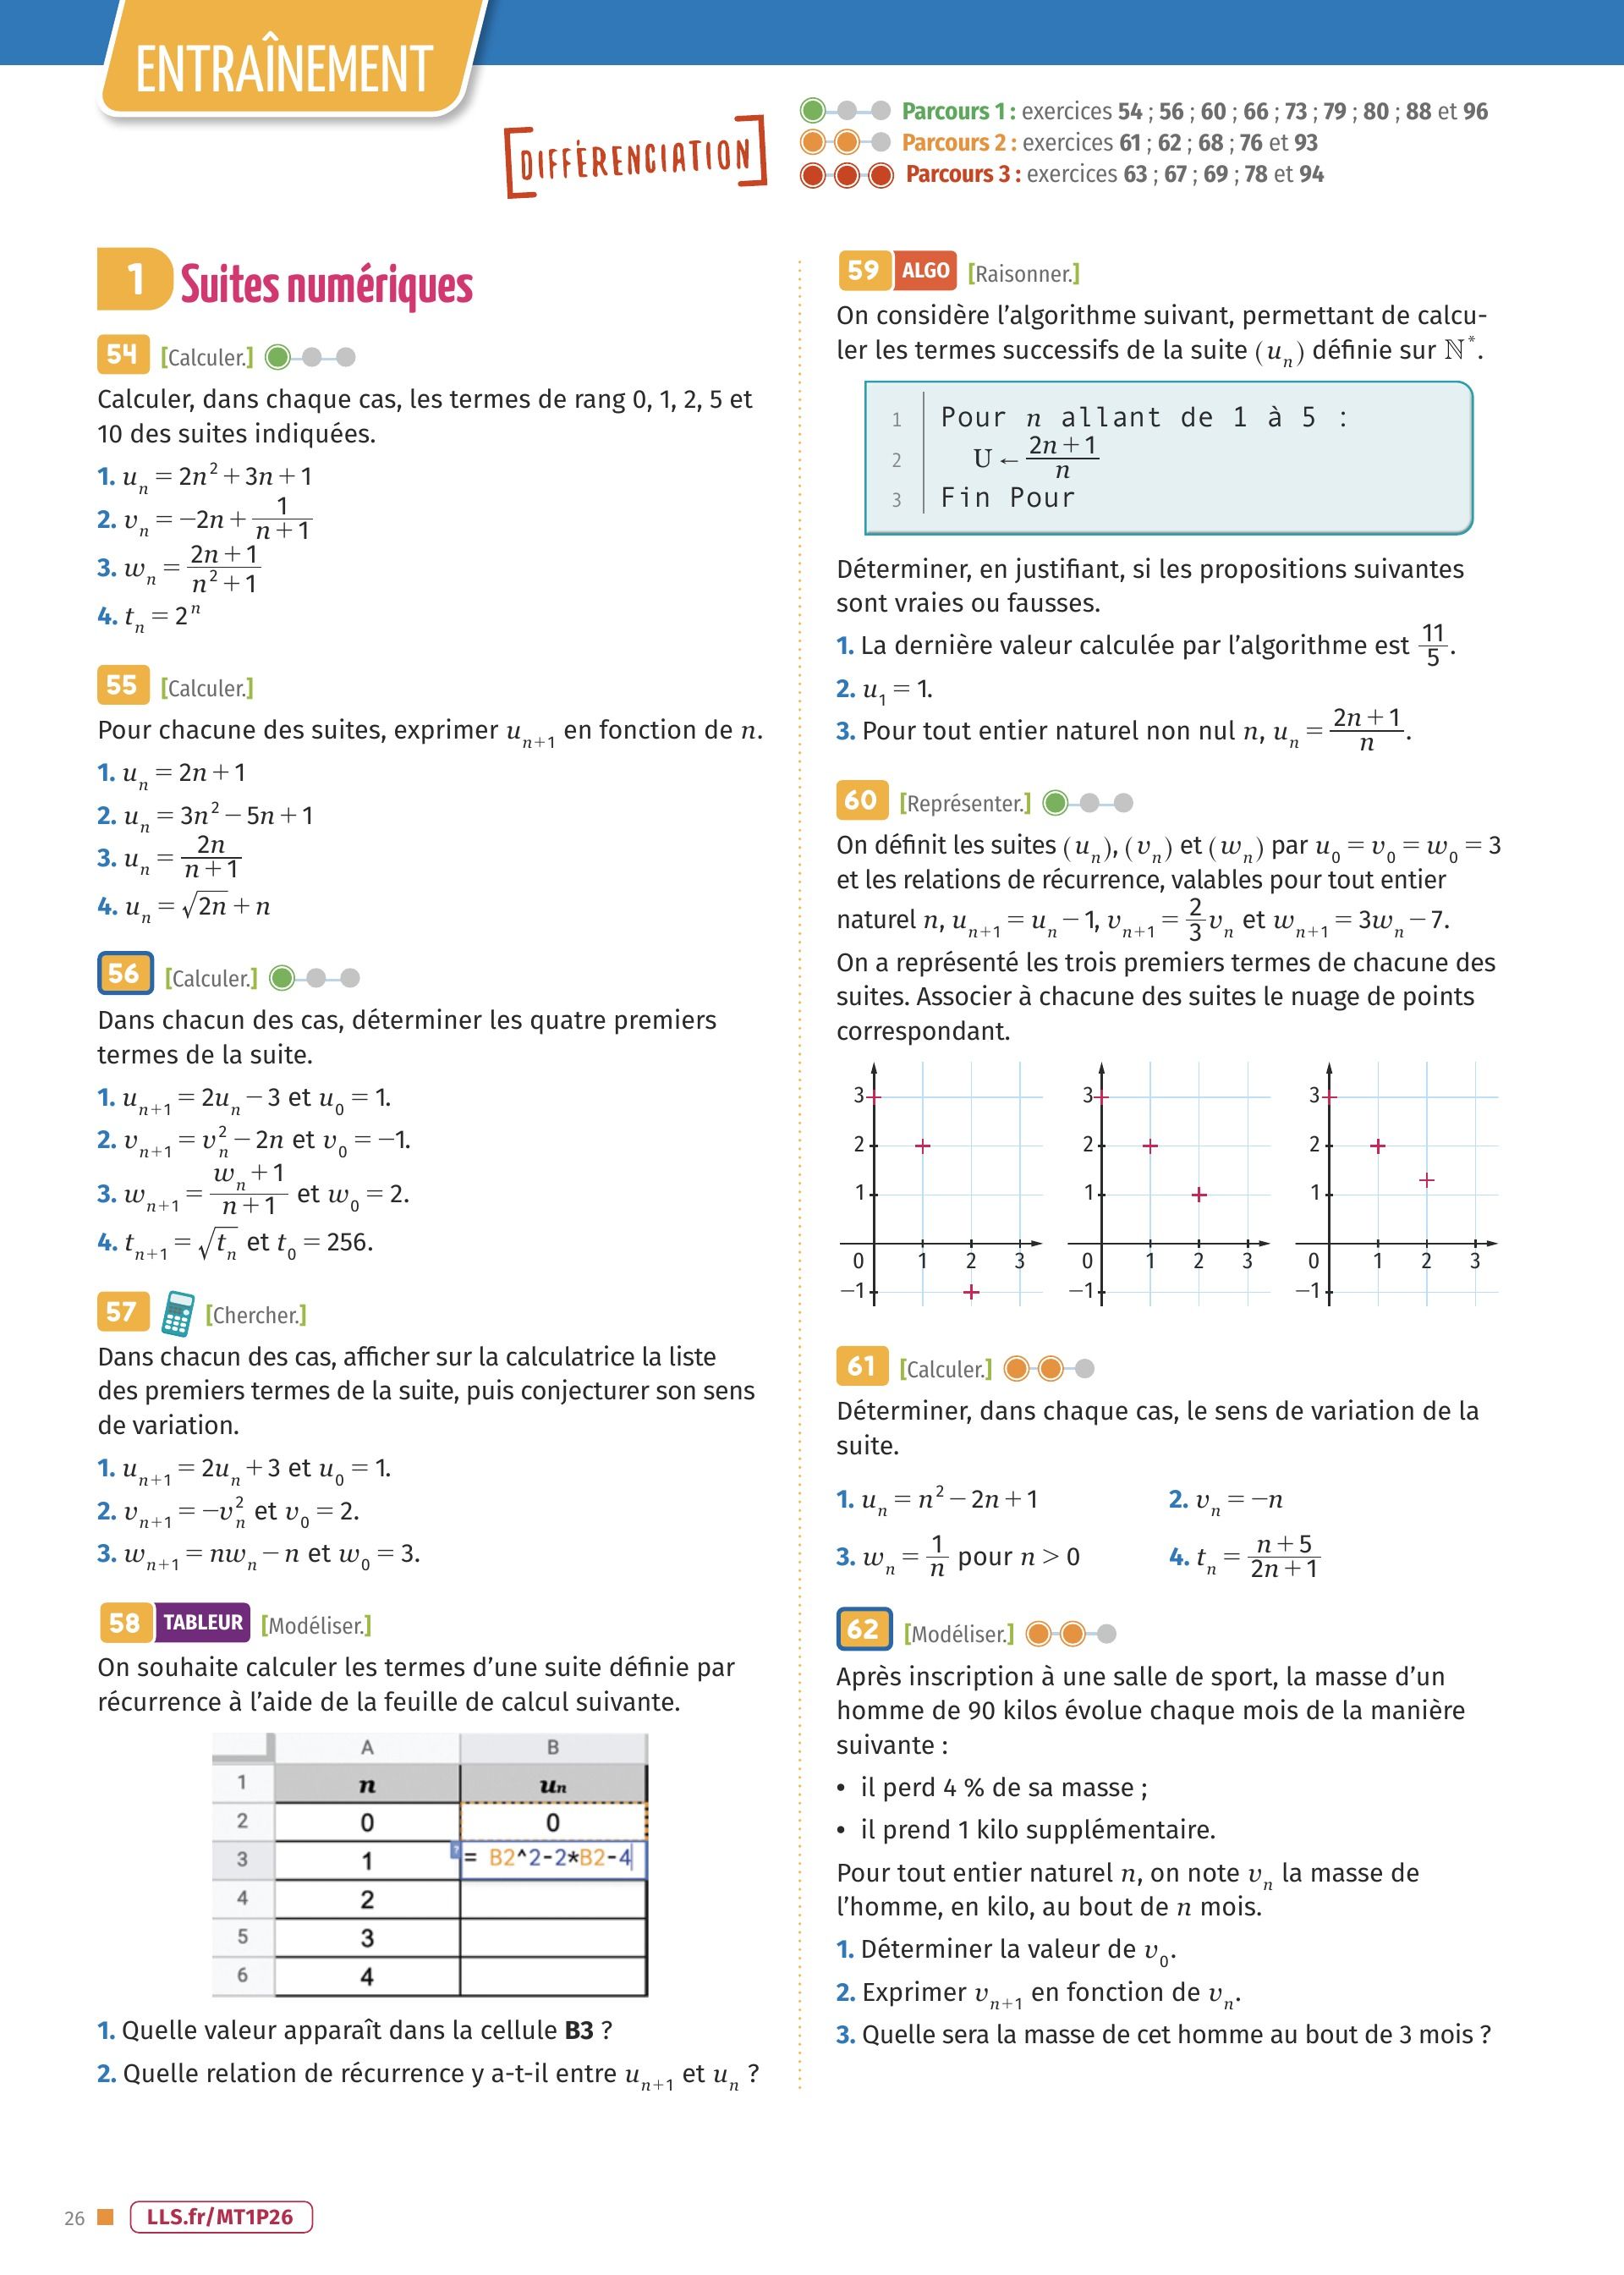 ENTRAÎNEMENT
DIFFÉRENCIATION
Parcours 1 : exercices 54 ; 56 ; 60 ; 66 ; 73 ; 79 ; 80 ; 88 et 96
Parcours 2 : exercices 61 ; 62 ; 68 ; 76 et 93
Parcours 3 : exercices 63 ; 67 ; 69 ; 78 et 94
1 Suites numériques
54 [Calculer.]
Calculer, dans chaque cas, les termes de rang 0, 1, 2, 5 et
10 des suites indiquées.
1. u_n = 2n² + 3n + 1
2. v_n = −2n + 1/(n + 1)
3. w_n = (2n + 1)/(n² + 1)
4. t_n = 2^n
55 [Calculer.]
Pour chacune des suites, exprimer u_{n+1} en fonction de n.
1. u_n = 2n + 1
2. u_n = 3n² − 5n + 1
3. u_n = 2n/(n + 1)
4. u_n = √(2n) + n
56 [Calculer.]
Dans chacun des cas, déterminer les quatre premiers
termes de la suite.
1. u_{n+1} = 2u_n − 3 et u_0 = 1.
2. v_{n+1} = v_n² − 2n et v_0 = −1.
3. w_{n+1} = (w_n + 1)/(n + 1) et w_0 = 2.
4. t_{n+1} = √(t_n) et t_0 = 256.
57 [Chercher.]
Dans chacun des cas, afficher sur la calculatrice la liste
des premiers termes de la suite, puis conjecturer son sens
de variation.
1. u_{n+1} = 2u_n + 3 et u_0 = 1.
2. v_{n+1} = −v_n² et v_0 = 2.
3. w_{n+1} = nw_n − n et w_0 = 3.
58 TABLEUR [Modéliser.]
On souhaite calculer les termes d'une suite définie par
récurrence à l'aide de la feuille de calcul suivante.
A B
1 n u_n
2 0 0
3 1 ? = B2^2-2*B2-4
4 2
5 3
6 4
1. Quelle valeur apparaît dans la cellule B3 ?
2. Quelle relation de récurrence y a-t-il entre u_{n+1} et u_n ?
59 ALGO [Raisonner.]
On considère l'algorithme suivant, permettant de calcu-
ler les termes successifs de la suite (u_n) définie sur ℕ*.
1 Pour n allant de 1 à 5 :
2 U ← (2n + 1)/n
3 Fin Pour
Déterminer, en justifiant, si les propositions suivantes
sont vraies ou fausses.
1. La dernière valeur calculée par l'algorithme est 11/5.
2. u_1 = 1.
3. Pour tout entier naturel non nul n, u_n = (2n + 1)/n.
60 [Représenter.]
On définit les suites (u_n), (v_n) et (w_n) par u_0 = v_0 = w_0 = 3
et les relations de récurrence, valables pour tout entier
naturel n, u_{n+1} = u_n − 1, v_{n+1} = 2/3 v_n et w_{n+1} = 3w_n − 7.
On a représenté les trois premiers termes de chacune des
suites. Associer à chacune des suites le nuage de points
correspondant.
3 3 3
2 2 2
1 1 1
0 1 2 3 0 1 2 3 0 1 2 3
−1 −1 −1
61 [Calculer.]
Déterminer, dans chaque cas, le sens de variation de la
suite.
1. u_n = n² − 2n + 1 2. v_n = −n
3. w_n = 1/n pour n > 0 4. t_n = (n + 5)/(2n + 1)
62 [Modéliser.]
Après inscription à une salle de sport, la masse d'un
homme de 90 kilos évolue chaque mois de la manière
suivante :
• il perd 4 % de sa masse ;
• il prend 1 kilo supplémentaire.
Pour tout entier naturel n, on note v_n la masse de
l'homme, en kilo, au bout de n mois.
1. Déterminer la valeur de v_0.
2. Exprimer v_{n+1} en fonction de v_n.
3. Quelle sera la masse de cet homme au bout de 3 mois ?
26 LLS.fr/MT1P26